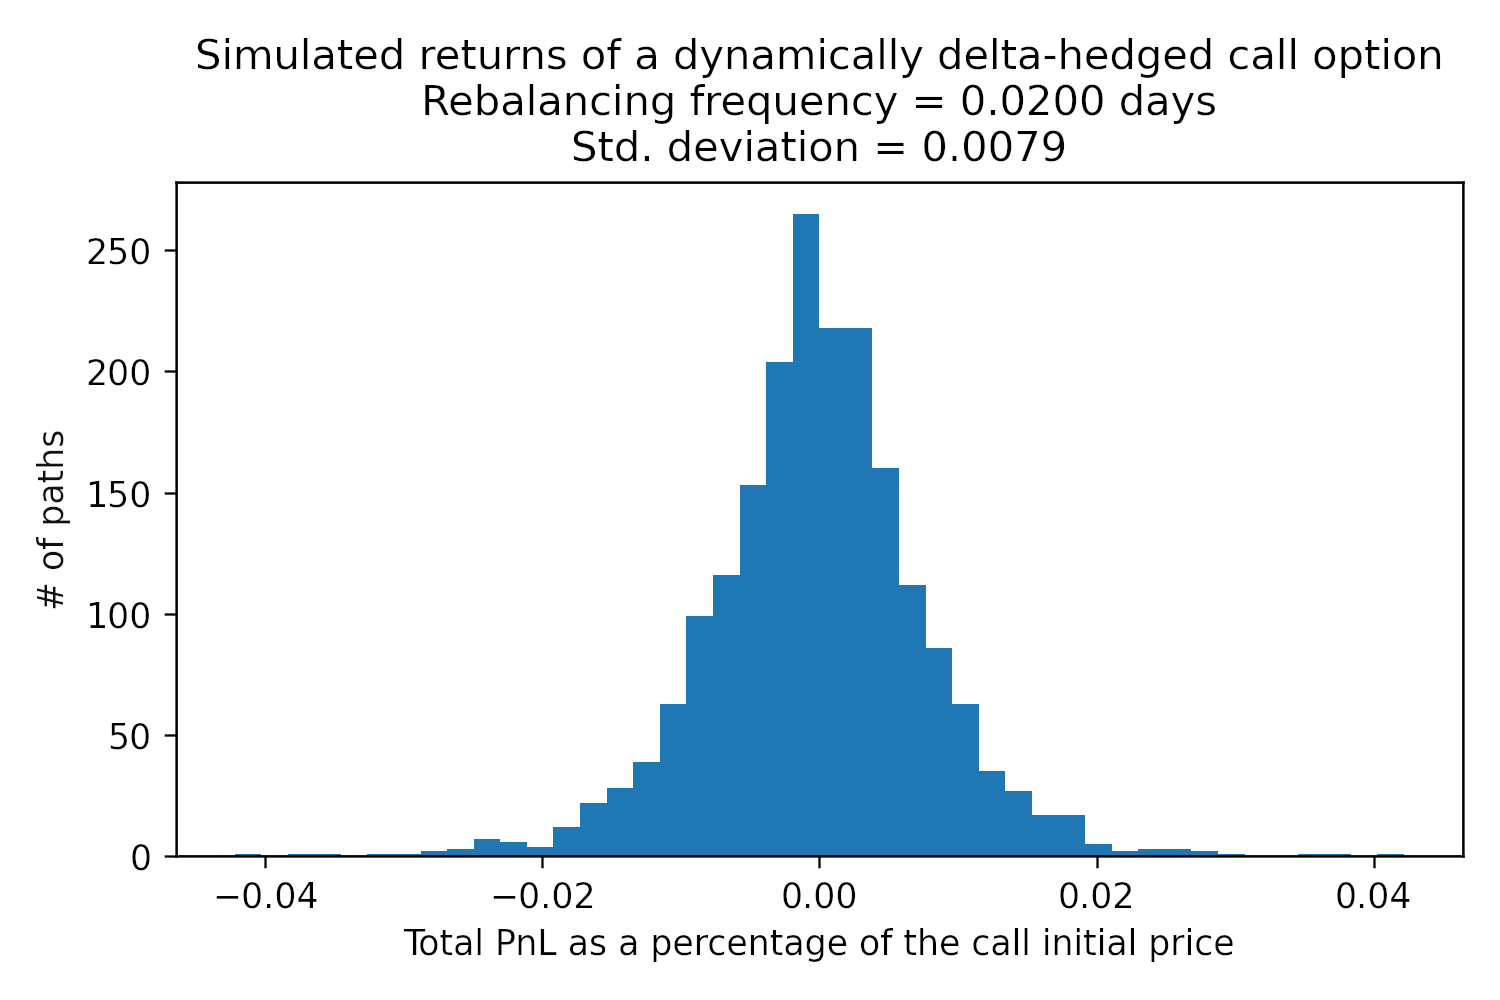 Simulated returns of a dynamically delta-hedged call option
Rebalancing frequency = 0.0200 days
Std. deviation = 0.0079
250
200
150
100
50
0
# of paths
−0.04
−0.02
0.00
0.02
0.04
Total PnL as a percentage of the call initial price